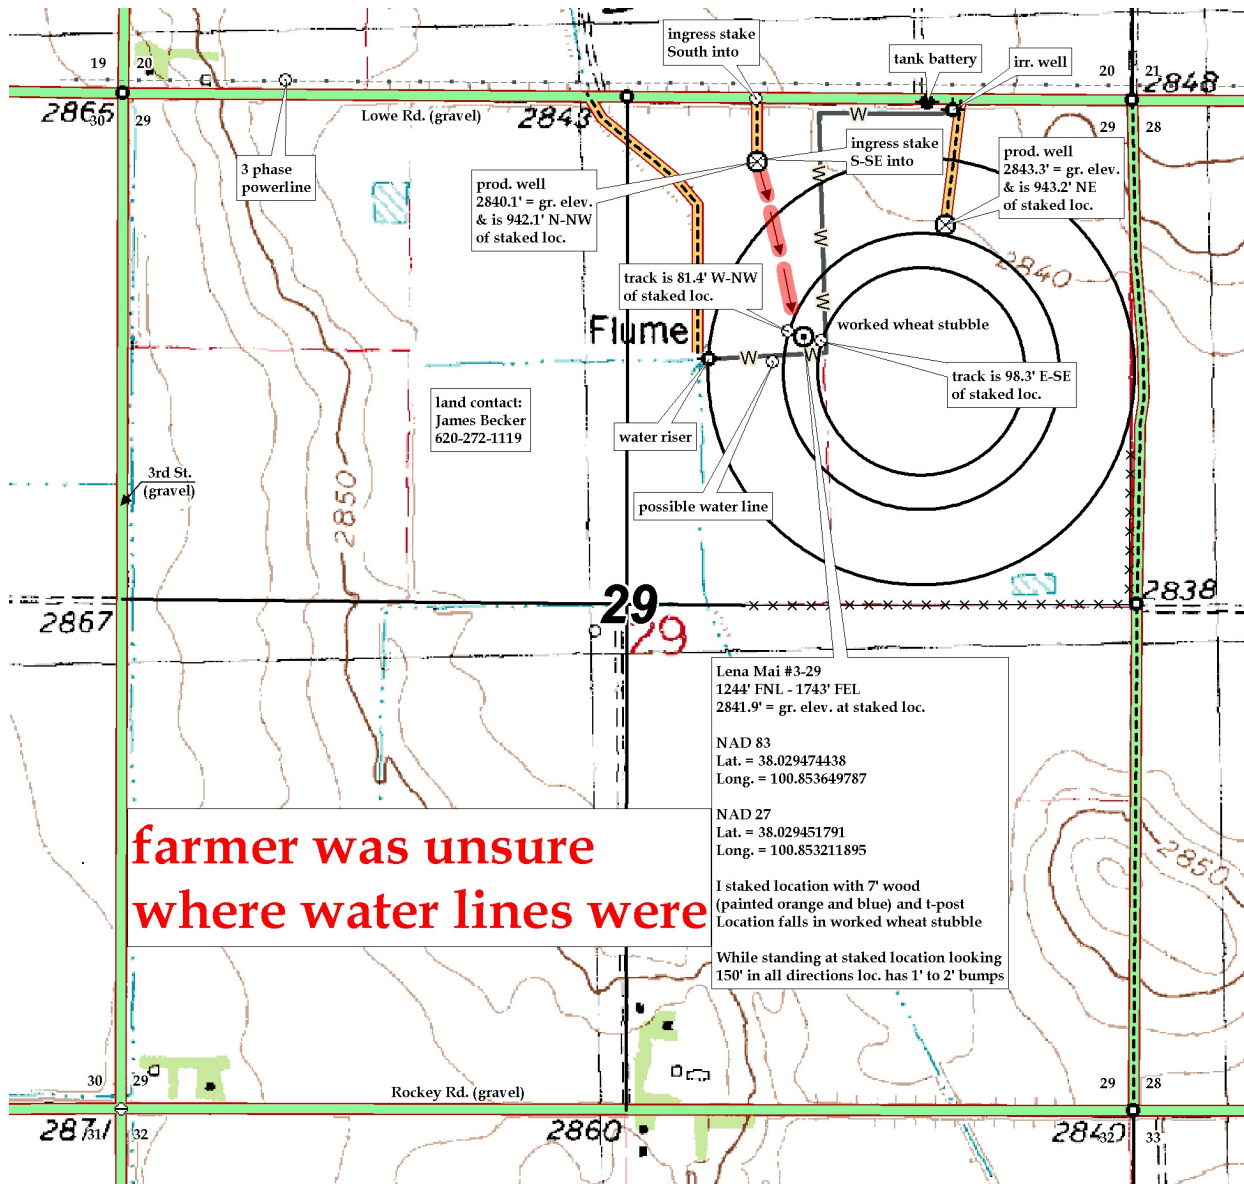 ingress stake
South into
tank battery
irr. well
19
20
20
21
2848
2865
30
29
Lowe Rd. (gravel)
2843
W
29
28
3 phase
powerline
ingress stake
S-SE into
prod. well
2843.3' = gr. elev.
& is 943.2' NE
of staked loc.
prod. well
2840.1' = gr. elev.
& is 942.1' N-NW
of staked loc.
W
W
2840
track is 81.4' W-NW
of staked loc.
W
Flume
worked wheat stubble
W
W
track is 98.3' E-SE
of staked loc.
land contact:
James Becker
620-272-1119
water riser
3rd St.
(gravel)
2850
possible water line
2867
29
29
2838
Lena Mai #3-29
1244' FNL - 1743' FEL
2841.9' = gr. elev. at staked loc.
NAD 83
Lat. = 38.029474438
Long. = 100.853649787
NAD 27
Lat. = 38.029451791
Long. = 100.853211895
I staked location with 7' wood
(painted orange and blue) and t-post
Location falls in worked wheat stubble
While standing at staked location looking
150' in all directions loc. has 1' to 2' bumps
farmer was unsure
where water lines were
2850
30
29
Rockey Rd. (gravel)
29
28
2871
31
32
2860
2840
32
33